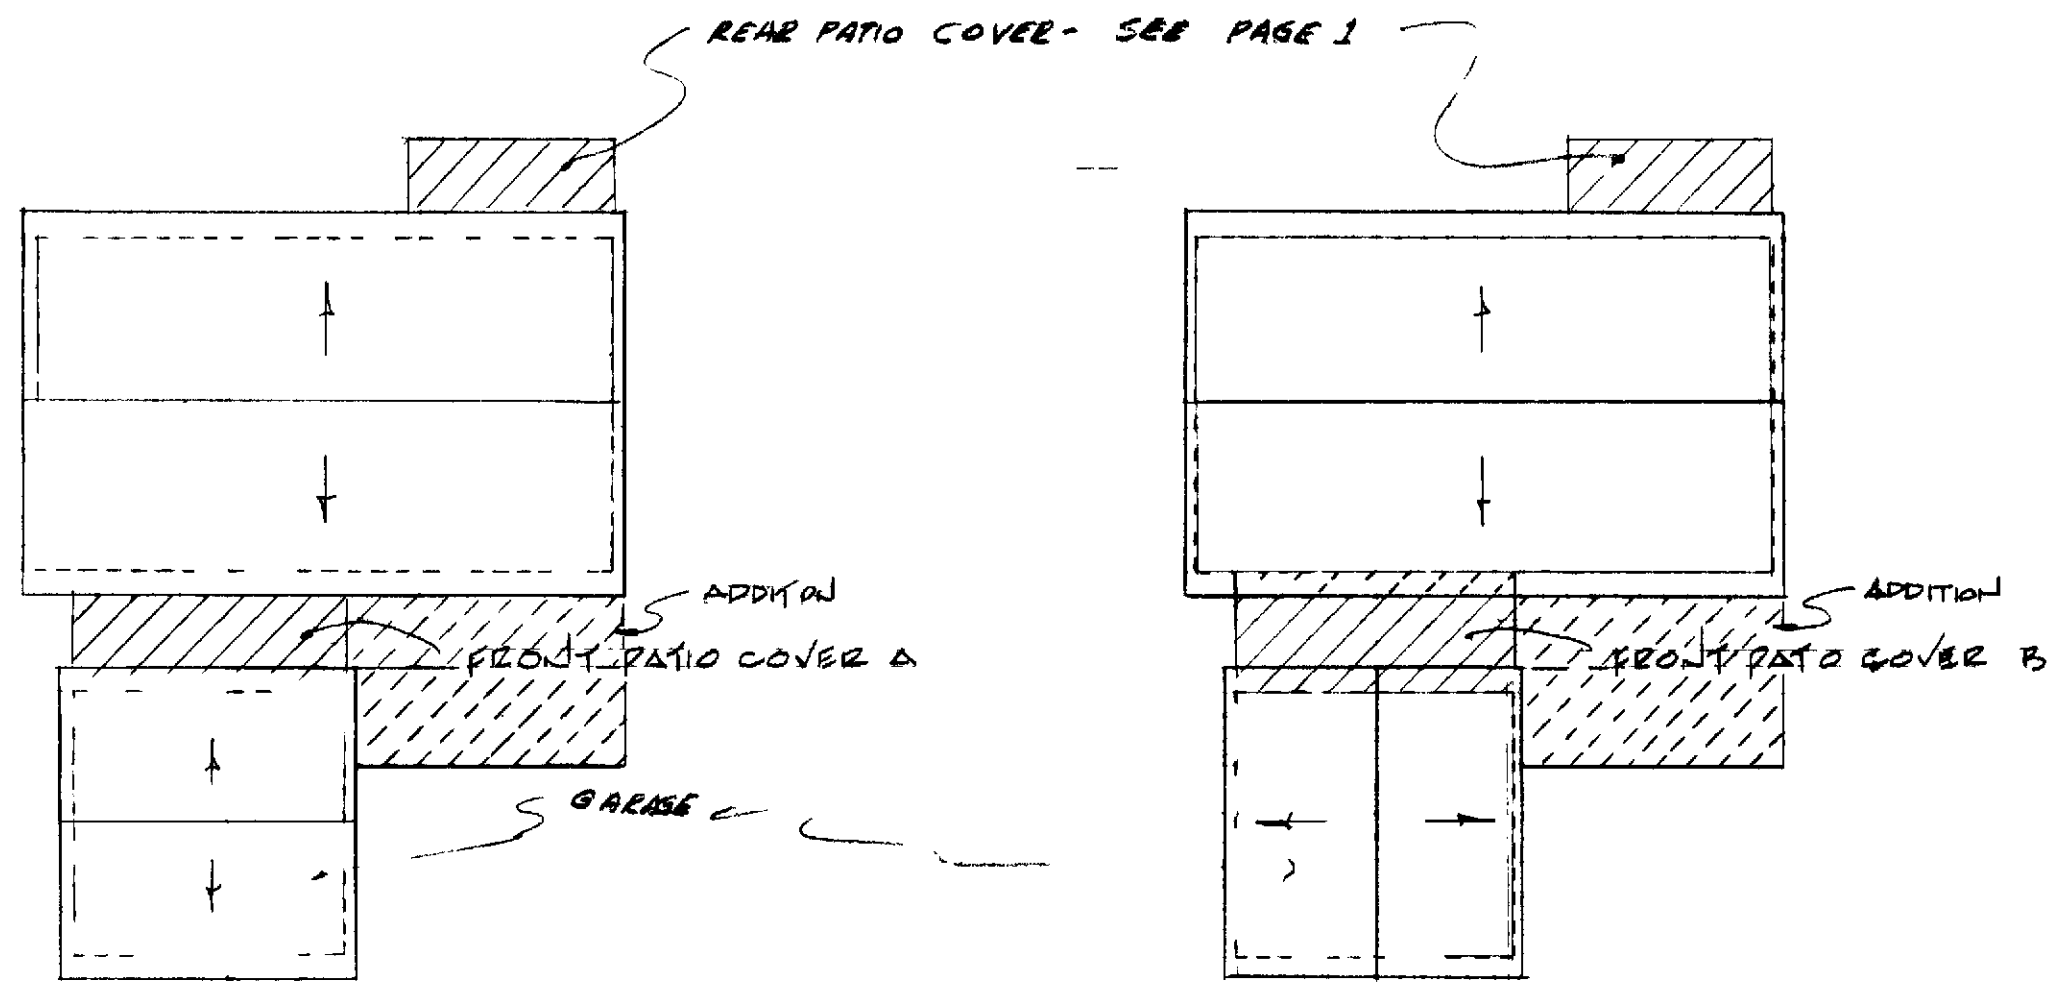 REAR PATIO COVER - SEE PAGE 1
ADDITION
ADDITION
FRONT PATIO COVER A
FRONT PATIO COVER B
GARAGE